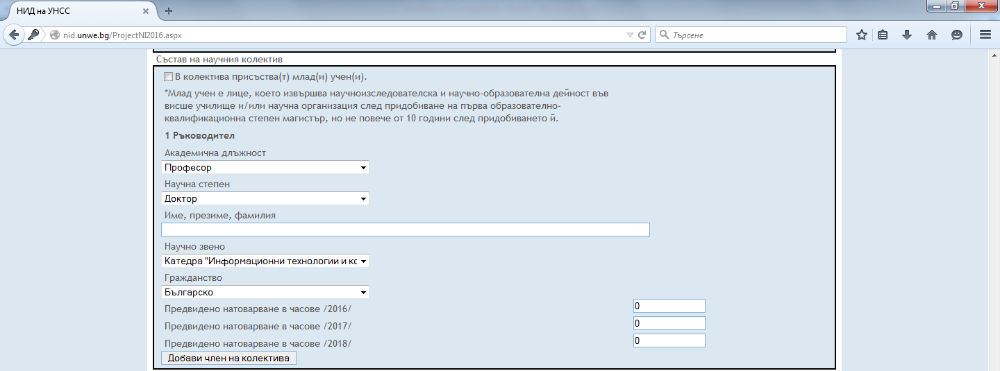 НИД на УНСС
nid.unwe.bg/ProjectNI2016.aspx
Търсене
Състав на научния колектив
В колектива присъства(т) млад(и) учен(и).
*Млад учен е лице, което извършва научноизследователска и научно-образователна дейност във
висше училище и/или научна организация след придобиване на първа образователно-
квалификационна степен магистър, но не повече от 10 години след придобиването ѝ.
1 Ръководител
Академична длъжност
Професор
Научна степен
Доктор
Име, презиме, фамилия
Научно звено
Катедра "Информационни технологии и ко
Гражданство
Българско
Предвидено натоварване в часове /2016/
0
Предвидено натоварване в часове /2017/
0
Предвидено натоварване в часове /2018/
0
Добави член на колектива